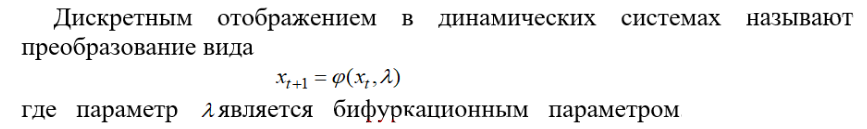 Дискретным отображением в динамических системах называют
преобразование вида
x_{t+1} = φ(x_t, λ)
где параметр λ является бифуркационным параметром